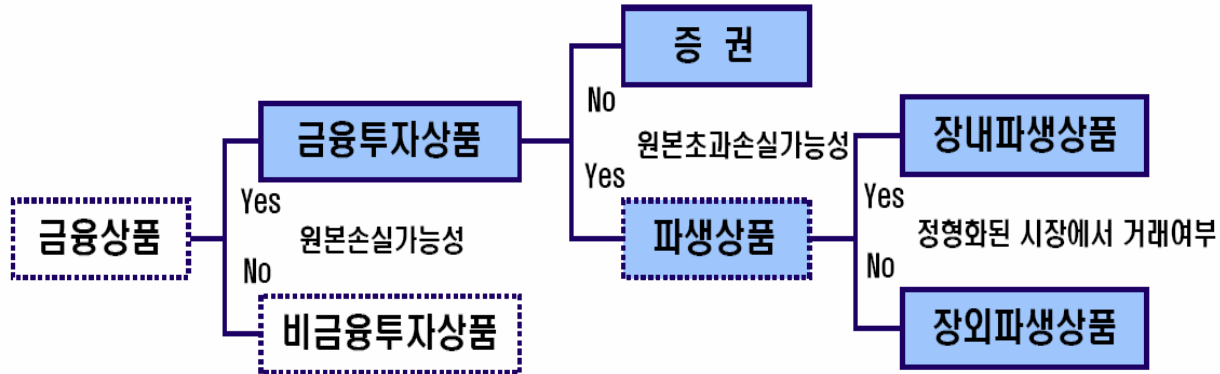 증 권
No
금융투자상품
원본초과손실가능성
장내파생상품
Yes
Yes
Yes
금융상품
원본손실가능성
파생상품
정형화된 시장에서 거래여부
No
No
비금융투자상품
장외파생상품